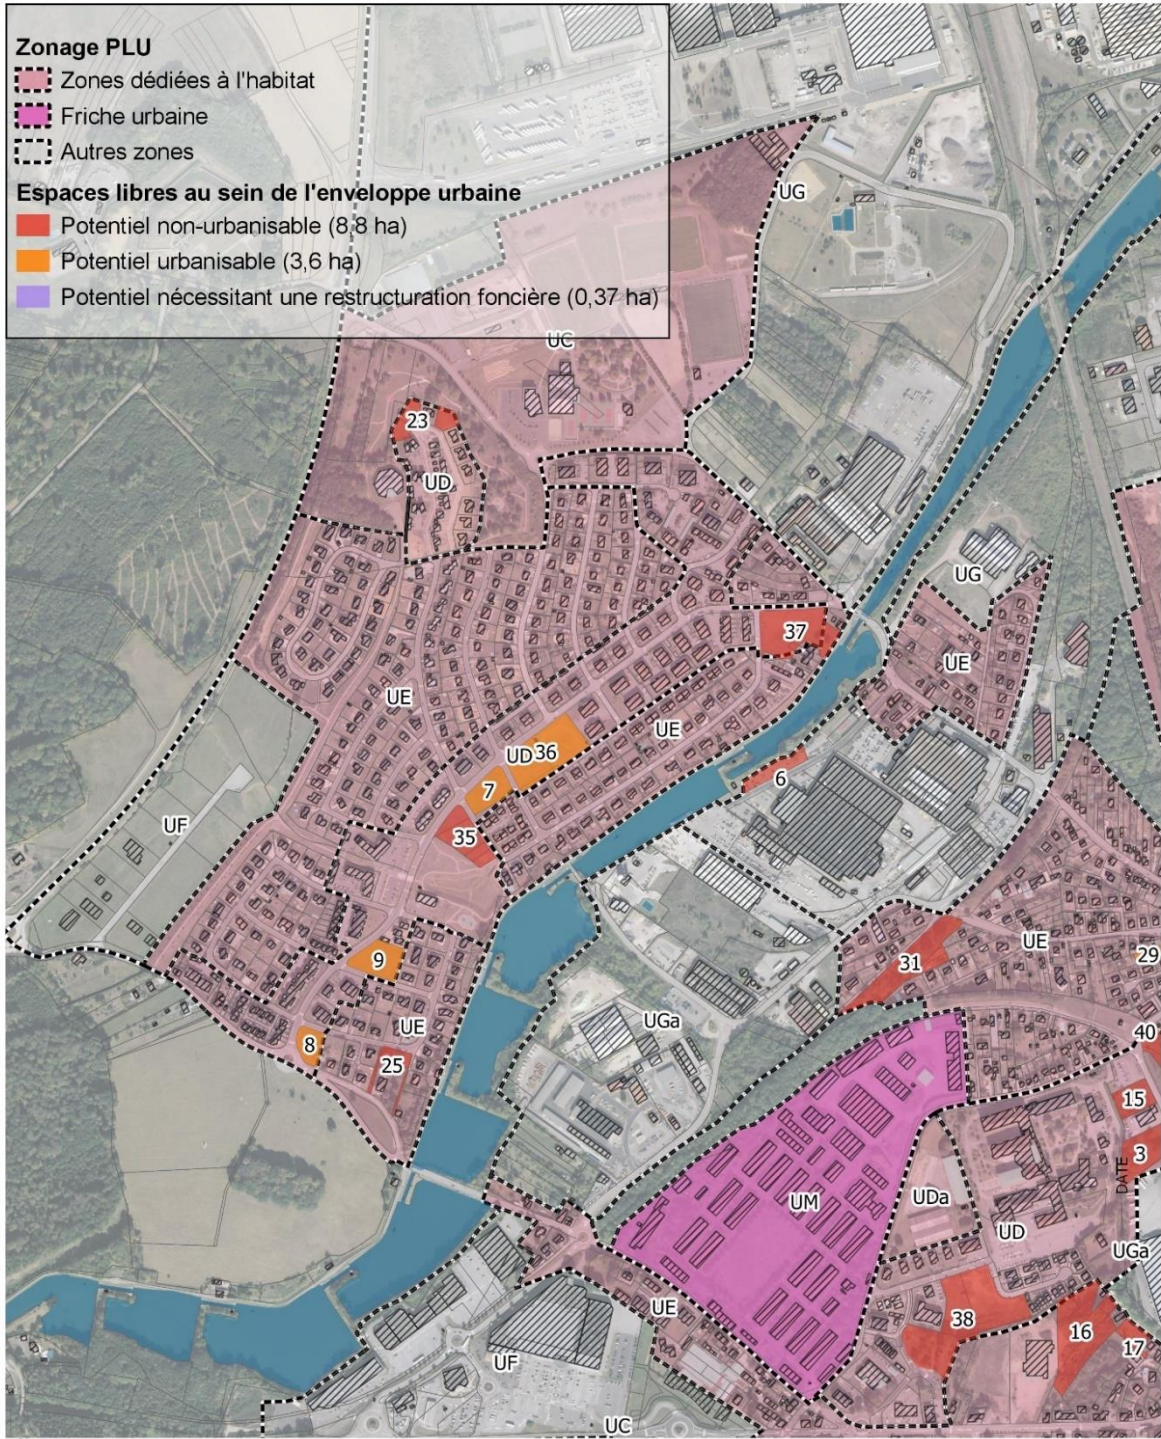 Zonage PLU
Zones dédiées à l'habitat
Friche urbaine
Autres zones
Espaces libres au sein de l'enveloppe urbaine
Potentiel non-urbanisable (8,8 ha)
Potentiel urbanisable (3,6 ha)
Potentiel nécessitant une restructuration foncière (0,37 ha)
UG
UC
23
UD
UG
37
UE
UE
UE
UD 36
7
6
UF
35
31
UE
29
9
UGa
UE
40
8
25
15
3
DATE
UM
UDa
UD
UGa
UE
38
16
17
UF
UC